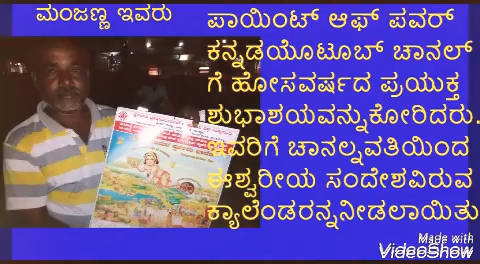 ಮಂಜಣ್ಣ ಇವರು
ಪಾಯಿಂಟ್ ಆಫ್ ಪವರ್
ಕನ್ನಡಯೊಟೂಬ್ ಚಾನಲ್
ಗೆ ಹೋಸವರ್ಷದ ಪ್ರಯುಕ್ತ
ಶುಭಾಶಯವನ್ನುಕೋರಿದರು.
ಇವರಿಗೆ ಚಾನಲ್ನವತಿಯಿಂದ
ಈಶ್ವರೀಯ ಸಂದೇಶವಿರುವ
ಕ್ಯಾಲೆಂಡರನ್ನನೀಡಲಾಯಿತು
Made with
VideoShow